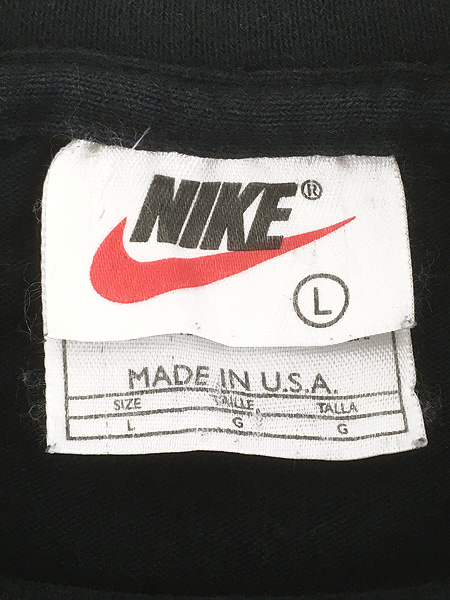 NIKE®
L
MADE IN U.S.A.
SIZE TAILLE TALLA
L G G